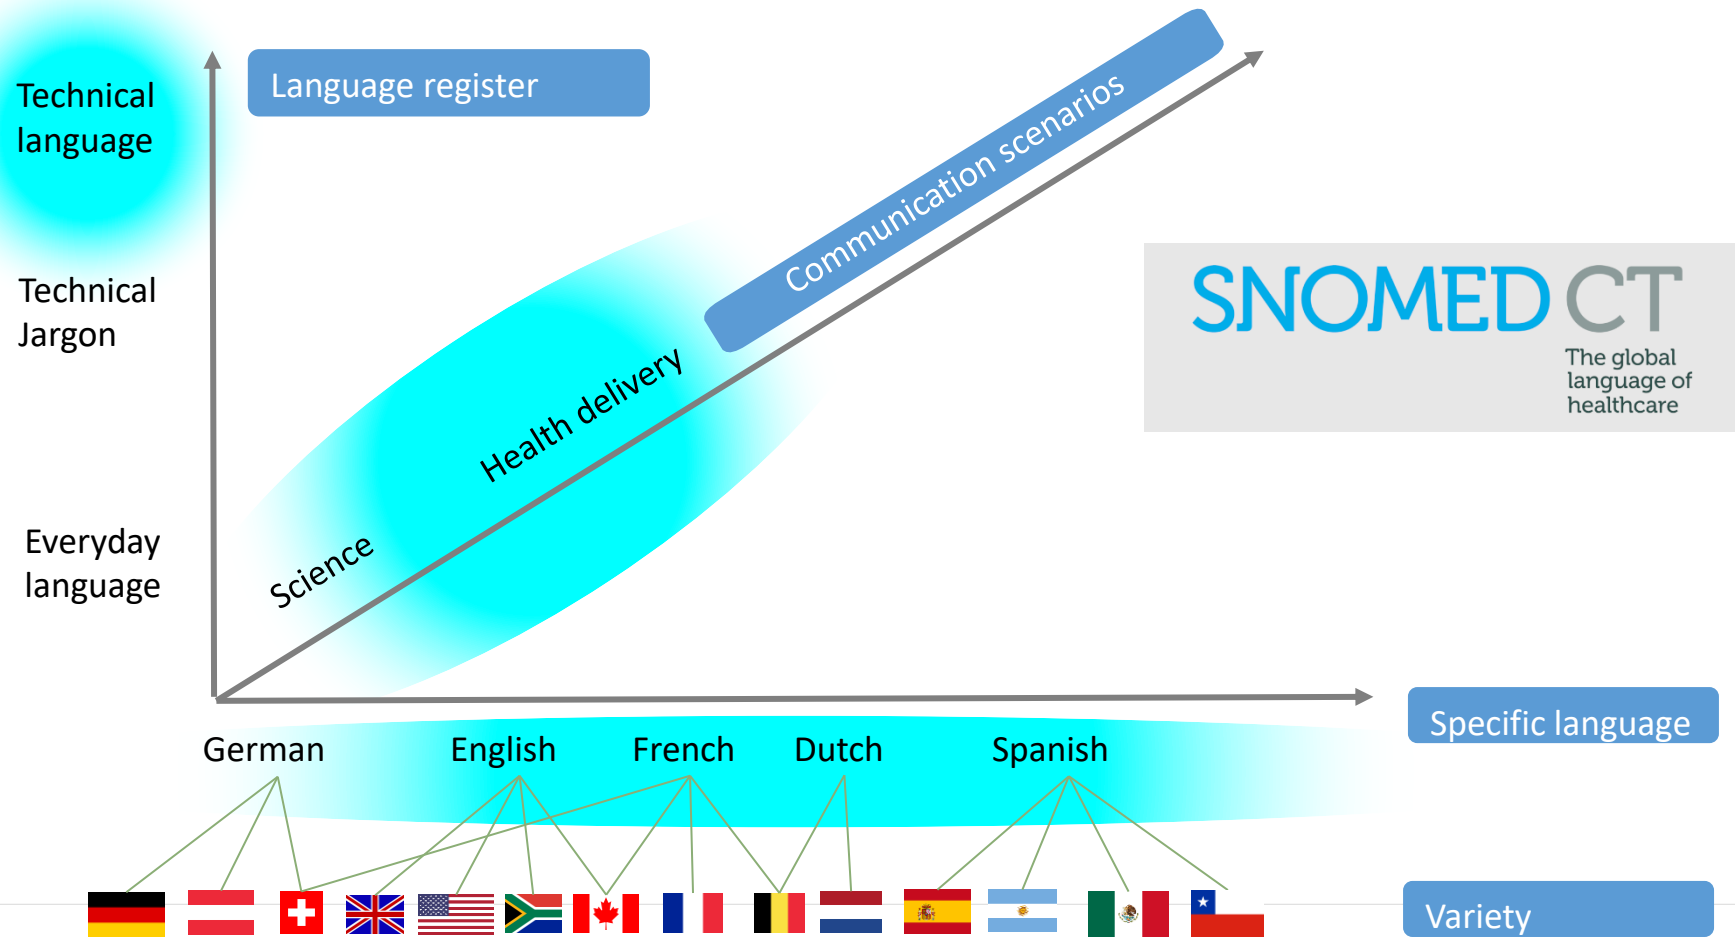 Technical
language
Language register
Communication scenarios
SNOMED CT
The global
language of
healthcare
Technical
Jargon
Health delivery
Everyday
language
Science
Specific language
German
English
French
Dutch
Spanish
Variety